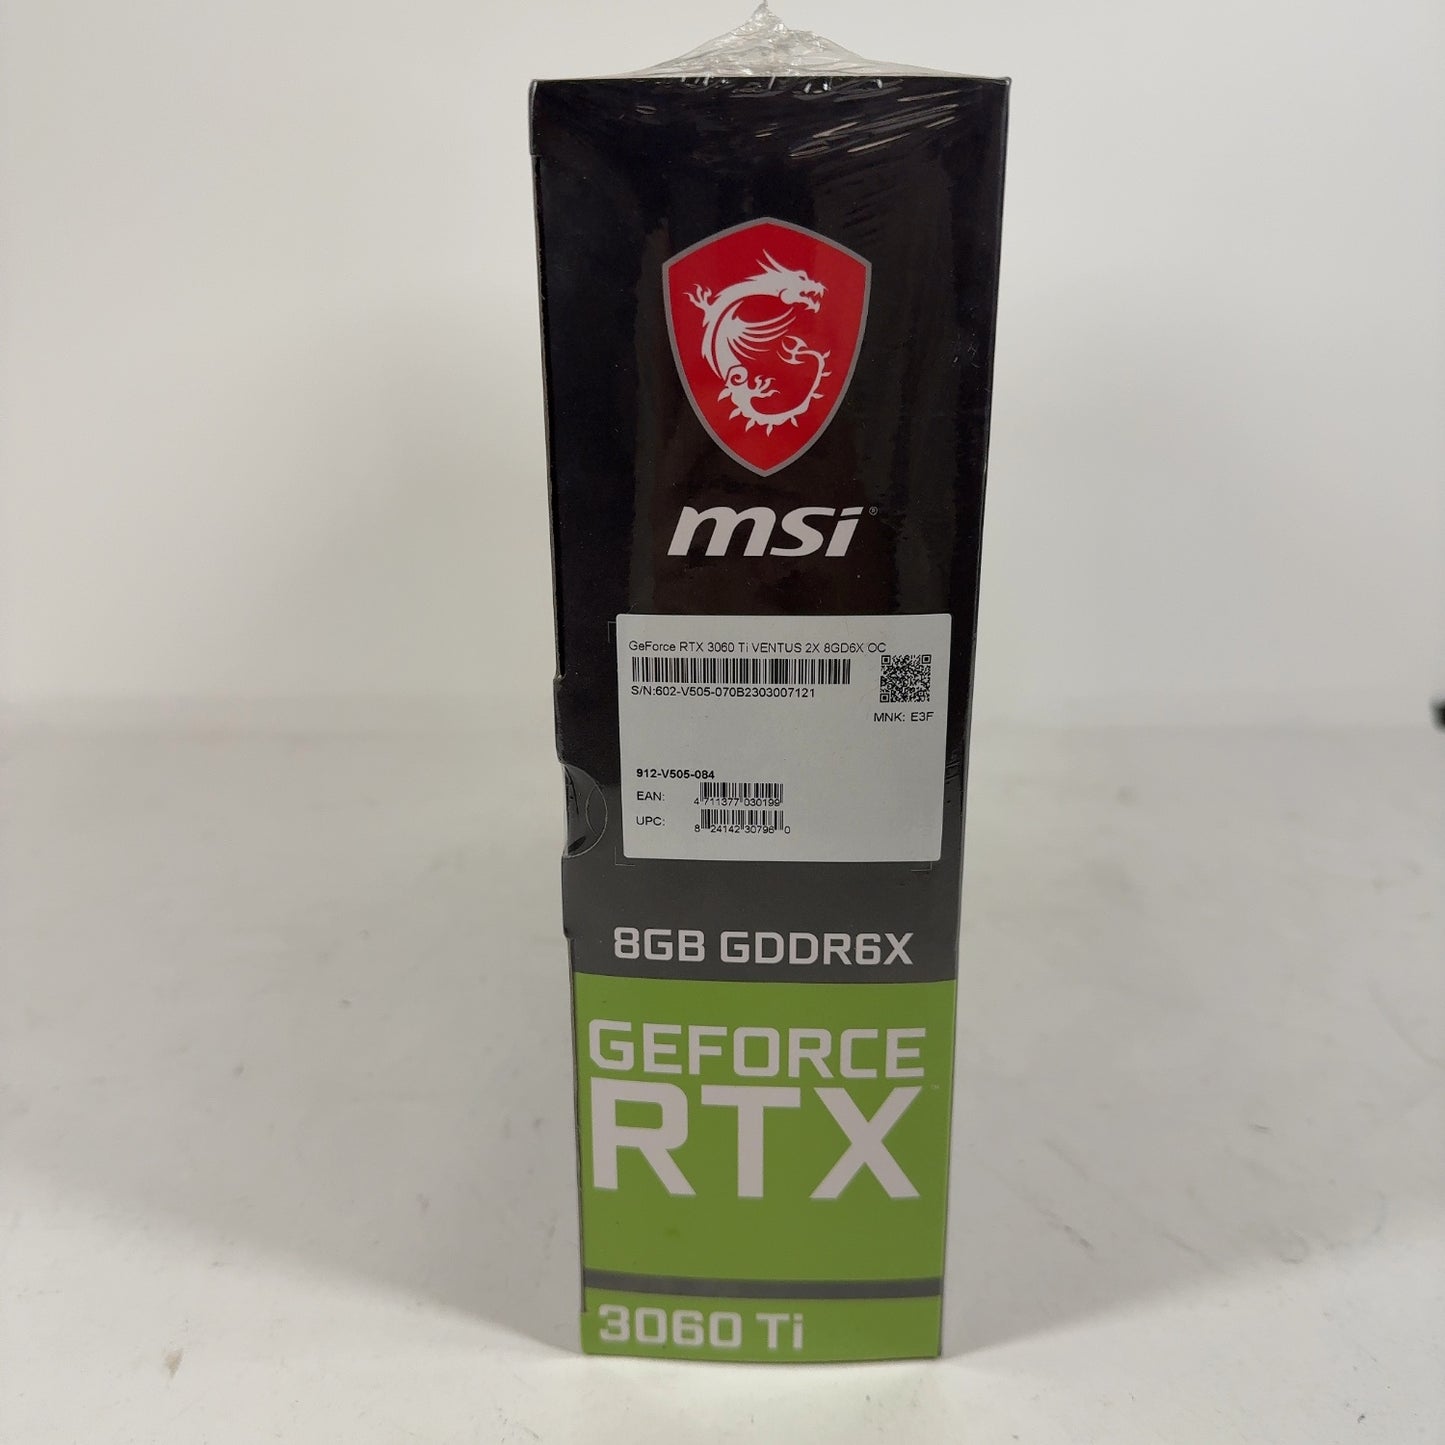 msi®
GeForce RTX 3060 Ti VENTUS 2X 8GD6X OC
S/N:602-V505-070B2303007121
MNK: E3F
912-V505-084
EAN: 4 711377 030199
UPC: 8 24142 30796 0
8GB GDDR6X
GEFORCE
RTX™
3060 Ti